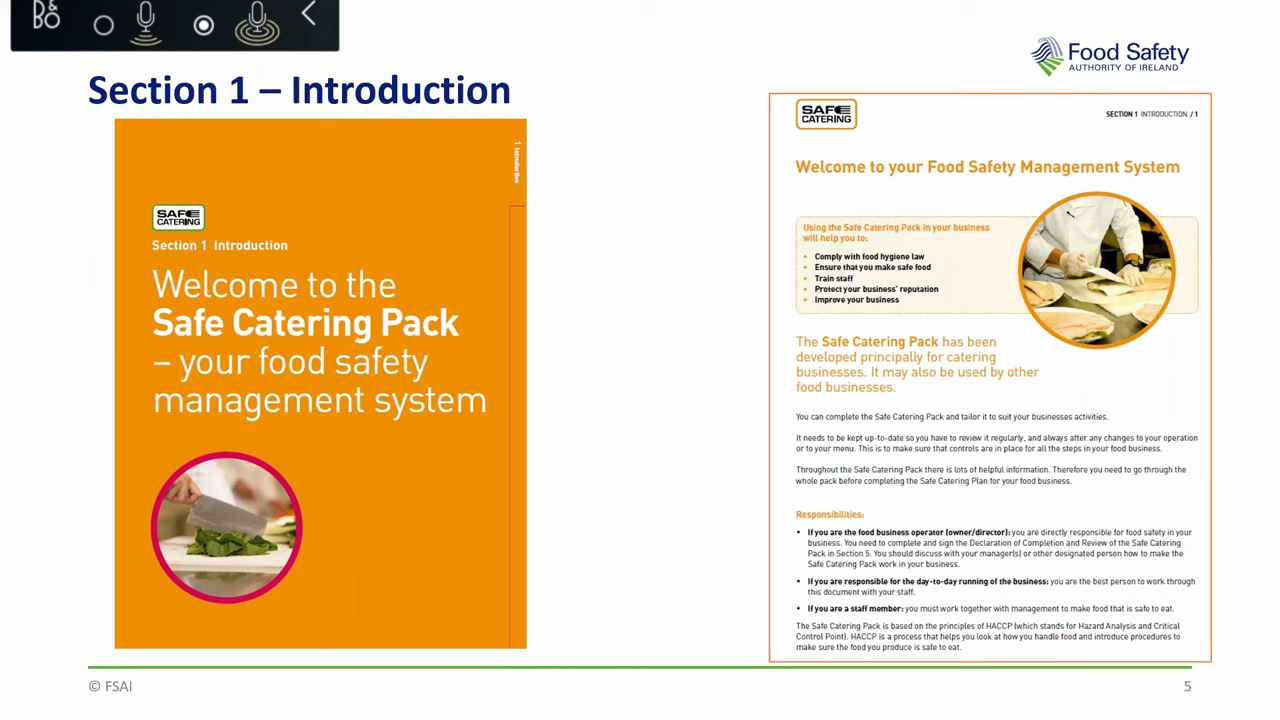 B&O
Food Safety
AUTHORITY OF IRELAND
Section 1 – Introduction
1 Introduction
SAFE
CATERING
Section 1 Introduction
Welcome to the
Safe Catering Pack
– your food safety
management system
SAFE
CATERING
SECTION 1 INTRODUCTION / 1
Welcome to your Food Safety Management System
Using the Safe Catering Pack in your business
will help you to:
• Comply with food hygiene law
• Ensure that you make safe food
• Train staff
• Protect your business' reputation
• Improve your business
The Safe Catering Pack has been
developed principally for catering
businesses. It may also be used by other
food businesses.
You can complete the Safe Catering Pack and tailor it to suit your businesses activities.
It needs to be kept up-to-date so you have to review it regularly, and always after any changes to your operation
or to your menu. This is to make sure that controls are in place for all the steps in your food business.
Throughout the Safe Catering Pack there is lots of helpful information. Therefore you need to go through the
whole pack before completing the Safe Catering Plan for your food business.
Responsibilities:
• If you are the food business operator (owner/director): you are directly responsible for food safety in your
business. You need to complete and sign the Declaration of Completion and Review of the Safe Catering
Pack in Section 5. You should discuss with your manager(s) or other designated person how to make the
Safe Catering Pack work in your business.
• If you are responsible for the day-to-day running of the business: you are the best person to work through
this document with your staff.
• If you are a staff member: you must work together with management to make food that is safe to eat.
The Safe Catering Pack is based on the principles of HACCP (which stands for Hazard Analysis and Critical
Control Point). HACCP is a process that helps you look at how you handle food and introduce procedures to
make sure the food you produce is safe to eat.
© FSAI
5